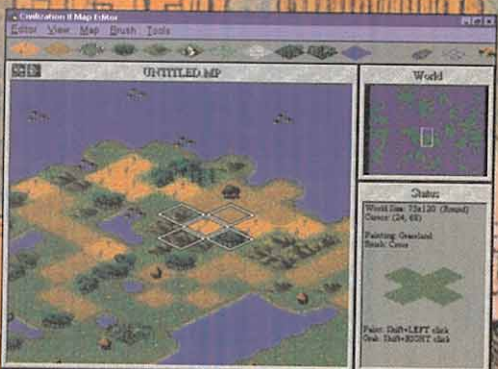 Civilization II Map Editor
Editor View Map Brush Tools
UNTITLED.MP
World
Status
World Size: 75x120 (Round)
Cursor: (24, 68)
Painting: Grassland
Brush: Cross
Paint: Shift+LEFT click
Grab: Shift+RIGHT click